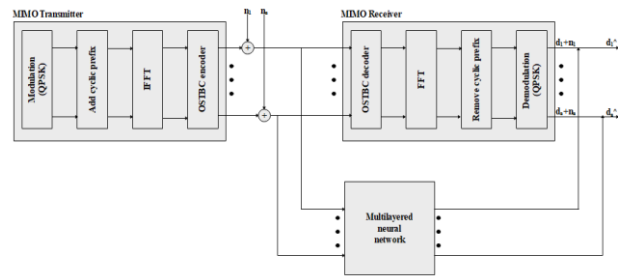 MIMO Transmitter
n₁
nₙ
MIMO Receiver
Modulation
(QPSK)
Add cyclic prefix
IFFT
OSTBC encoder
+
+
OSTBC decoder
FFT
Remove cyclic prefix
Demodulation
(QPSK)
d₁+n₁
d₁^
dₙ+nₙ
dₙ^
Multilayered
neural
network